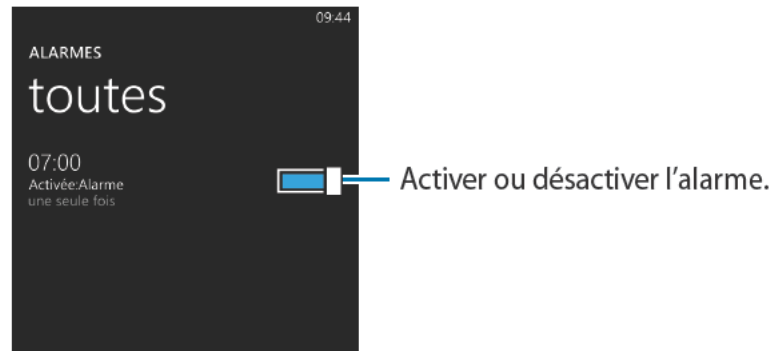 09:44
ALARMES
toutes
07:00
Activée:Alarme
une seule fois
Activer ou désactiver l’alarme.